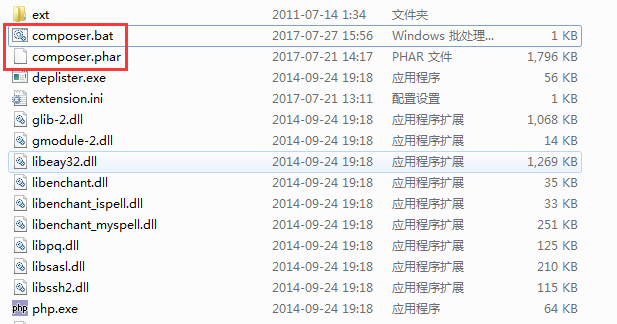 ext 2011-07-14 1:34 文件夹
composer.bat 2017-07-27 15:56 Windows 批处理... 1 KB
composer.phar 2017-07-27 15:55 PHAR 文件 1,796 KB
deplister.exe 2014-09-24 19:18 应用程序 56 KB
extension.ini 2017-07-21 13:11 配置设置 1 KB
glib-2.dll 2014-09-24 19:18 应用程序扩展 1,068 KB
gmodule-2.dll 2014-09-24 19:18 应用程序扩展 14 KB
libeay32.dll 2014-09-24 19:18 应用程序扩展 1,269 KB
libenchant.dll 2014-09-24 19:18 应用程序扩展 35 KB
libenchant_ispell.dll 2014-09-24 19:18 应用程序扩展 33 KB
libenchant_myspell.dll 2014-09-24 19:18 应用程序扩展 251 KB
libpq.dll 2014-09-24 19:18 应用程序扩展 125 KB
libsasl.dll 2014-09-24 19:18 应用程序扩展 210 KB
libssh2.dll 2014-09-24 19:18 应用程序扩展 115 KB
php php.exe 2014-09-24 19:18 应用程序 64 KB